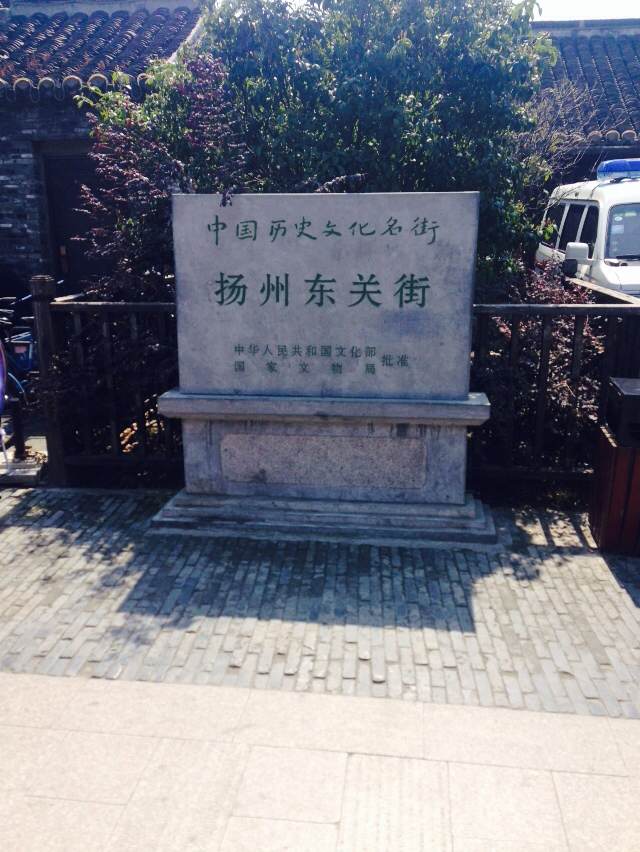 中国历史文化名街
扬州东关街
中华人民共和国文化部
国家文物局 批准